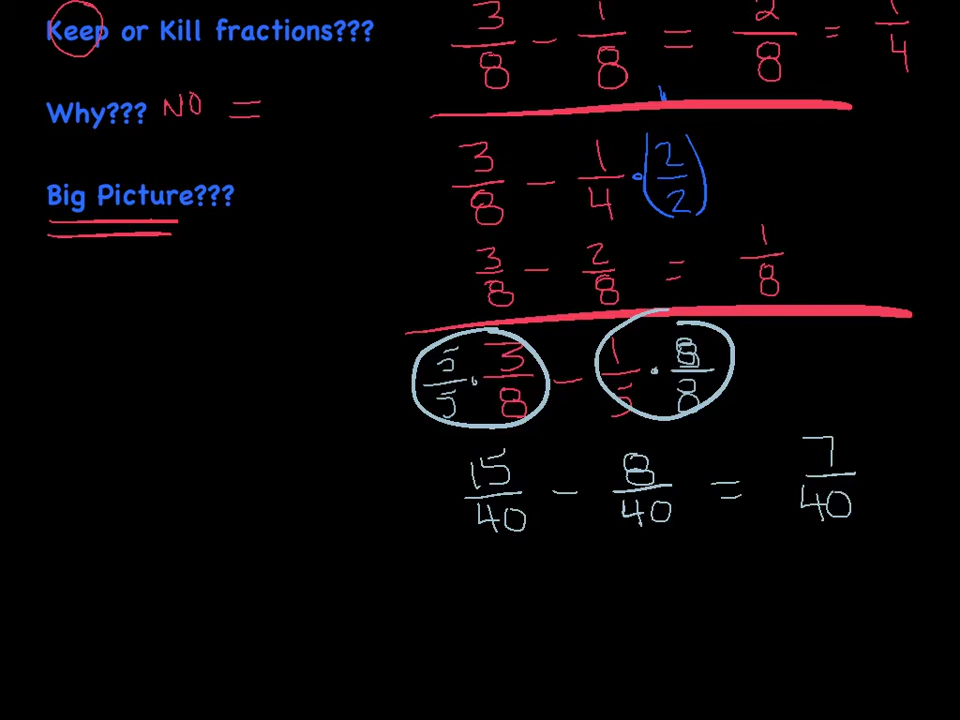 Keep or Kill fractions???
Why??? NO =
Big Picture???
3/8 - 1/8 = 2/8 = 1/4
3/8 - 1/4 · (2/2)
3/8 - 2/8 = 1/8
5/5 · 3/8 - 1/5 · 8/8
15/40 - 8/40 = 7/40